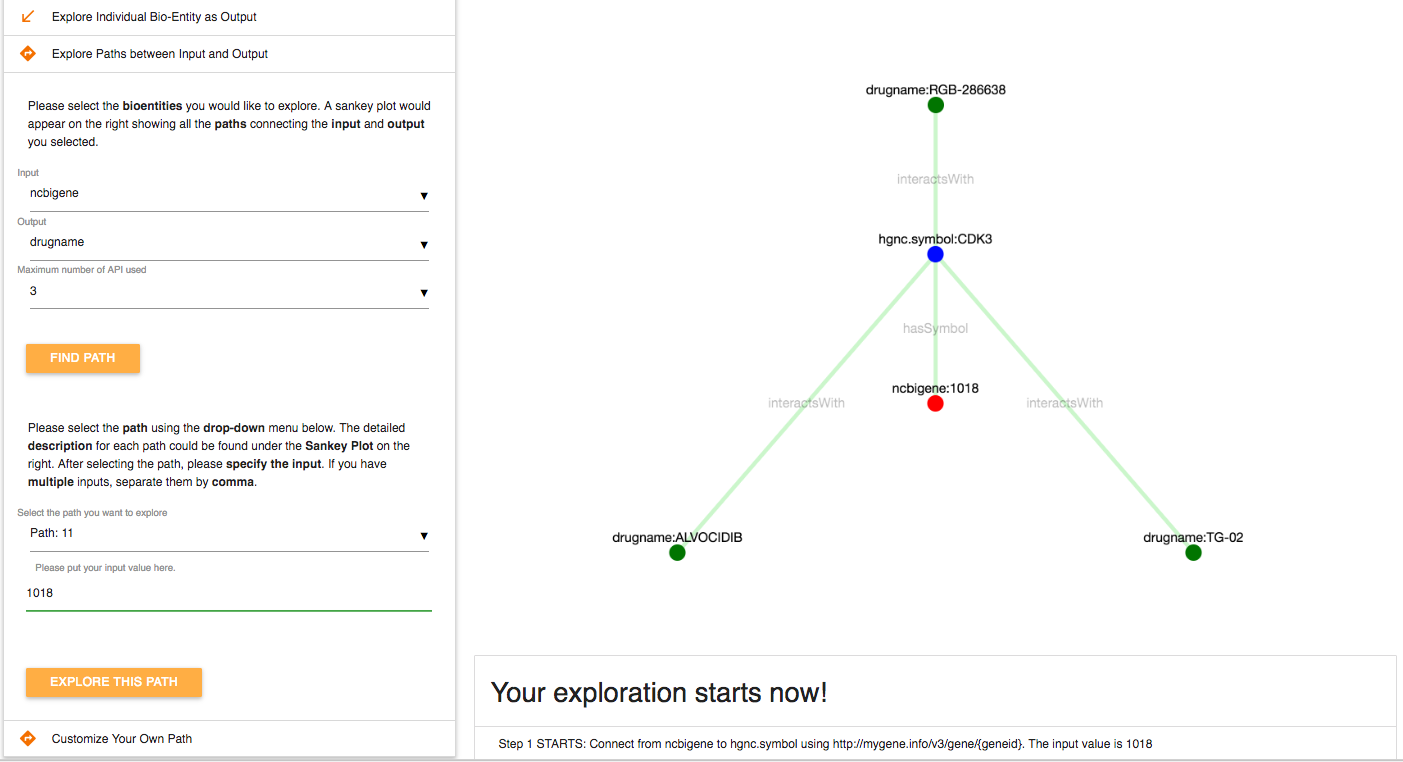 Explore Individual Bio-Entity as Output
Explore Paths between Input and Output
Please select the bioentities you would like to explore. A sankey plot would
appear on the right showing all the paths connecting the input and output
you selected.
Input
ncbigene
Output
drugname
Maximum number of API used
3
FIND PATH
Please select the path using the drop-down menu below. The detailed
description for each path could be found under the Sankey Plot on the
right. After selecting the path, please specify the input. If you have
multiple inputs, separate them by comma.
Select the path you want to explore
Path: 11
Please put your input value here.
1018
EXPLORE THIS PATH
Customize Your Own Path
drugname:RGB-286638
interactsWith
hgnc.symbol:CDK3
hasSymbol
ncbigene:1018
interactsWith
interactsWith
drugname:ALVOCIDIB
drugname:TG-02
Your exploration starts now!
Step 1 STARTS: Connect from ncbigene to hgnc.symbol using http://mygene.info/v3/gene/{geneid}. The input value is 1018